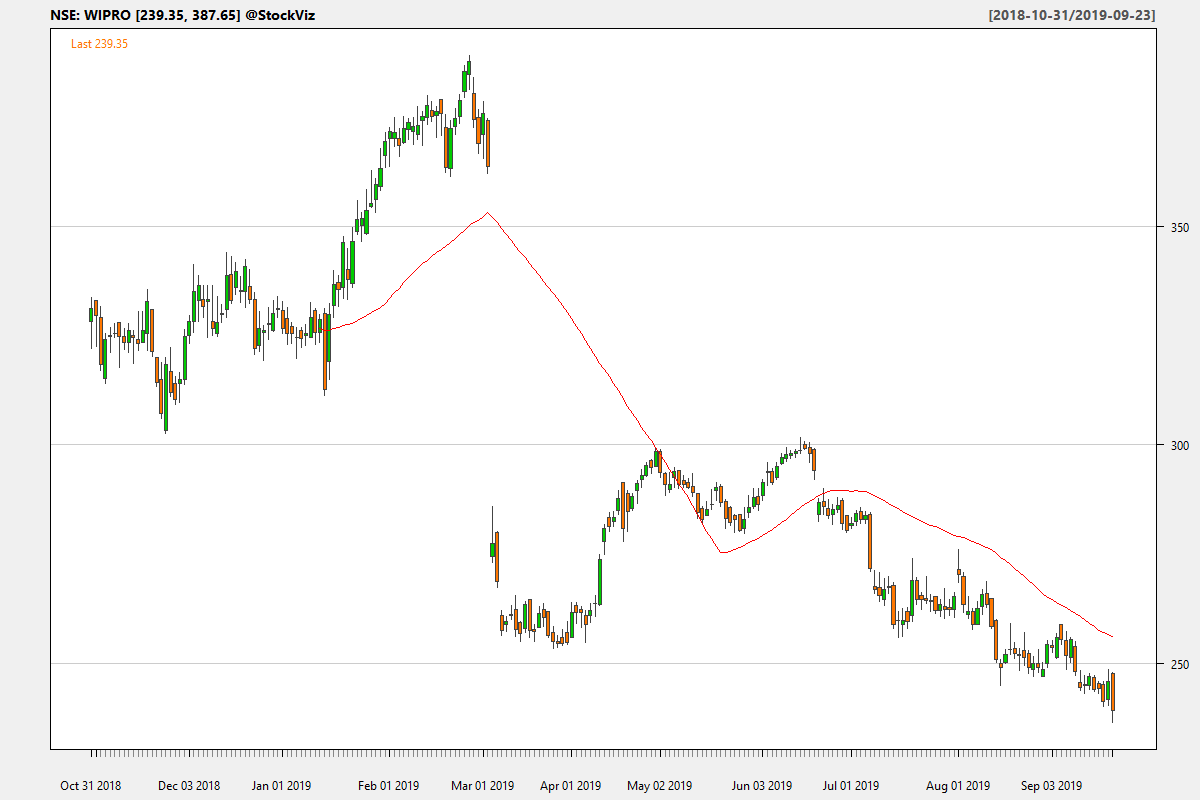 NSE: WIPRO [239.35, 387.65] @StockViz
[2018-10-31/2019-09-23]
Last 239.35
350
300
250
Oct 31 2018 Dec 03 2018 Jan 01 2019 Feb 01 2019 Mar 01 2019 Apr 01 2019 May 02 2019 Jun 03 2019 Jul 01 2019 Aug 01 2019 Sep 03 2019